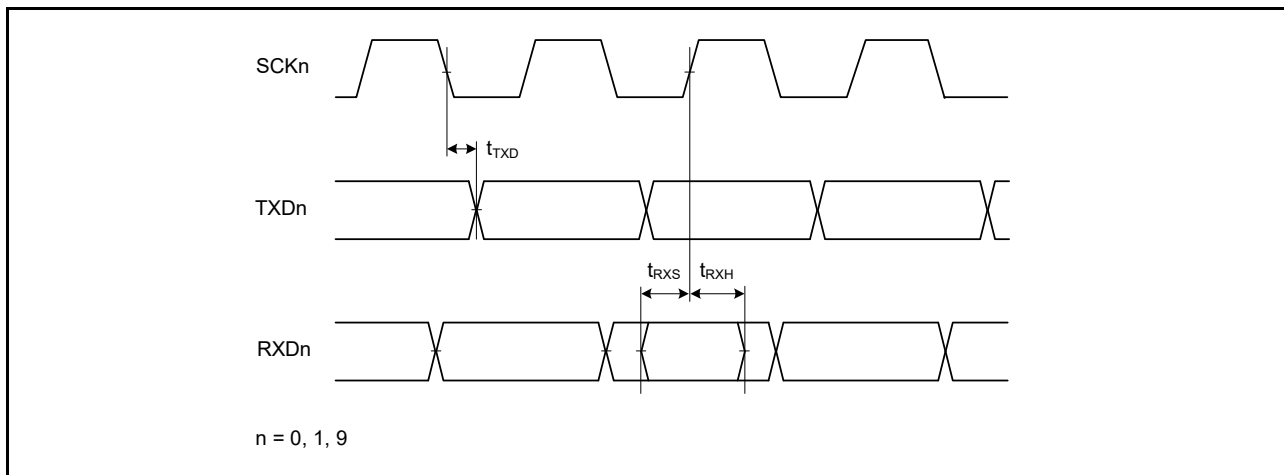 SCKn
tTXD
TXDn
tRXS tRXH
RXDn
n = 0, 1, 9